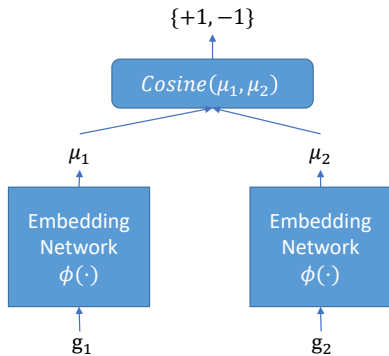 {+1, −1}
Cosine(μ₁, μ₂)
μ₁ μ₂
Embedding Network ϕ(·)
Embedding Network ϕ(·)
g₁ g₂